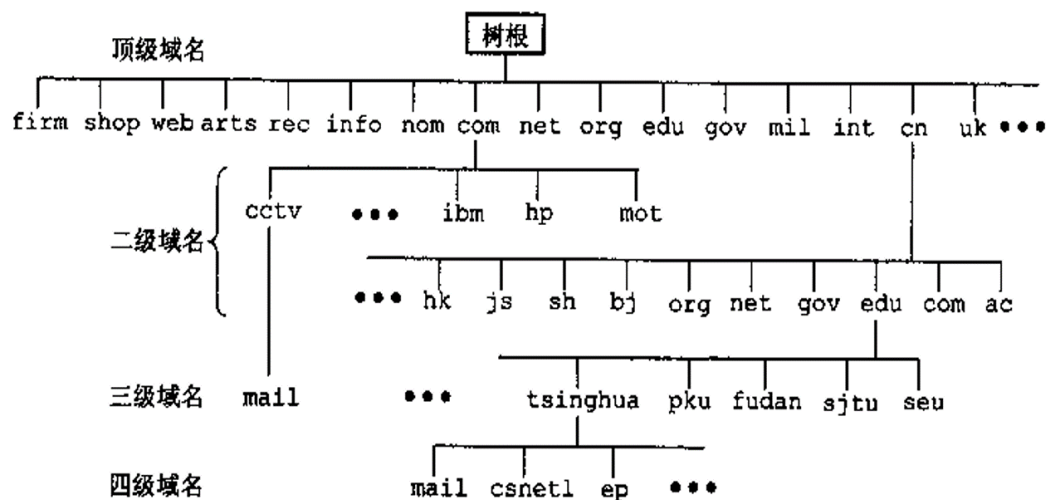 树根
顶级域名
firm shop web arts rec info nom com net org edu gov mil int cn uk •••
cctv ••• ibm hp mot
二级域名
••• hk js sh bj org net gov edu com ac
三级域名 mail ••• tsinghua pku fudan sjtu seu
四级域名 mail csnetl ep •••